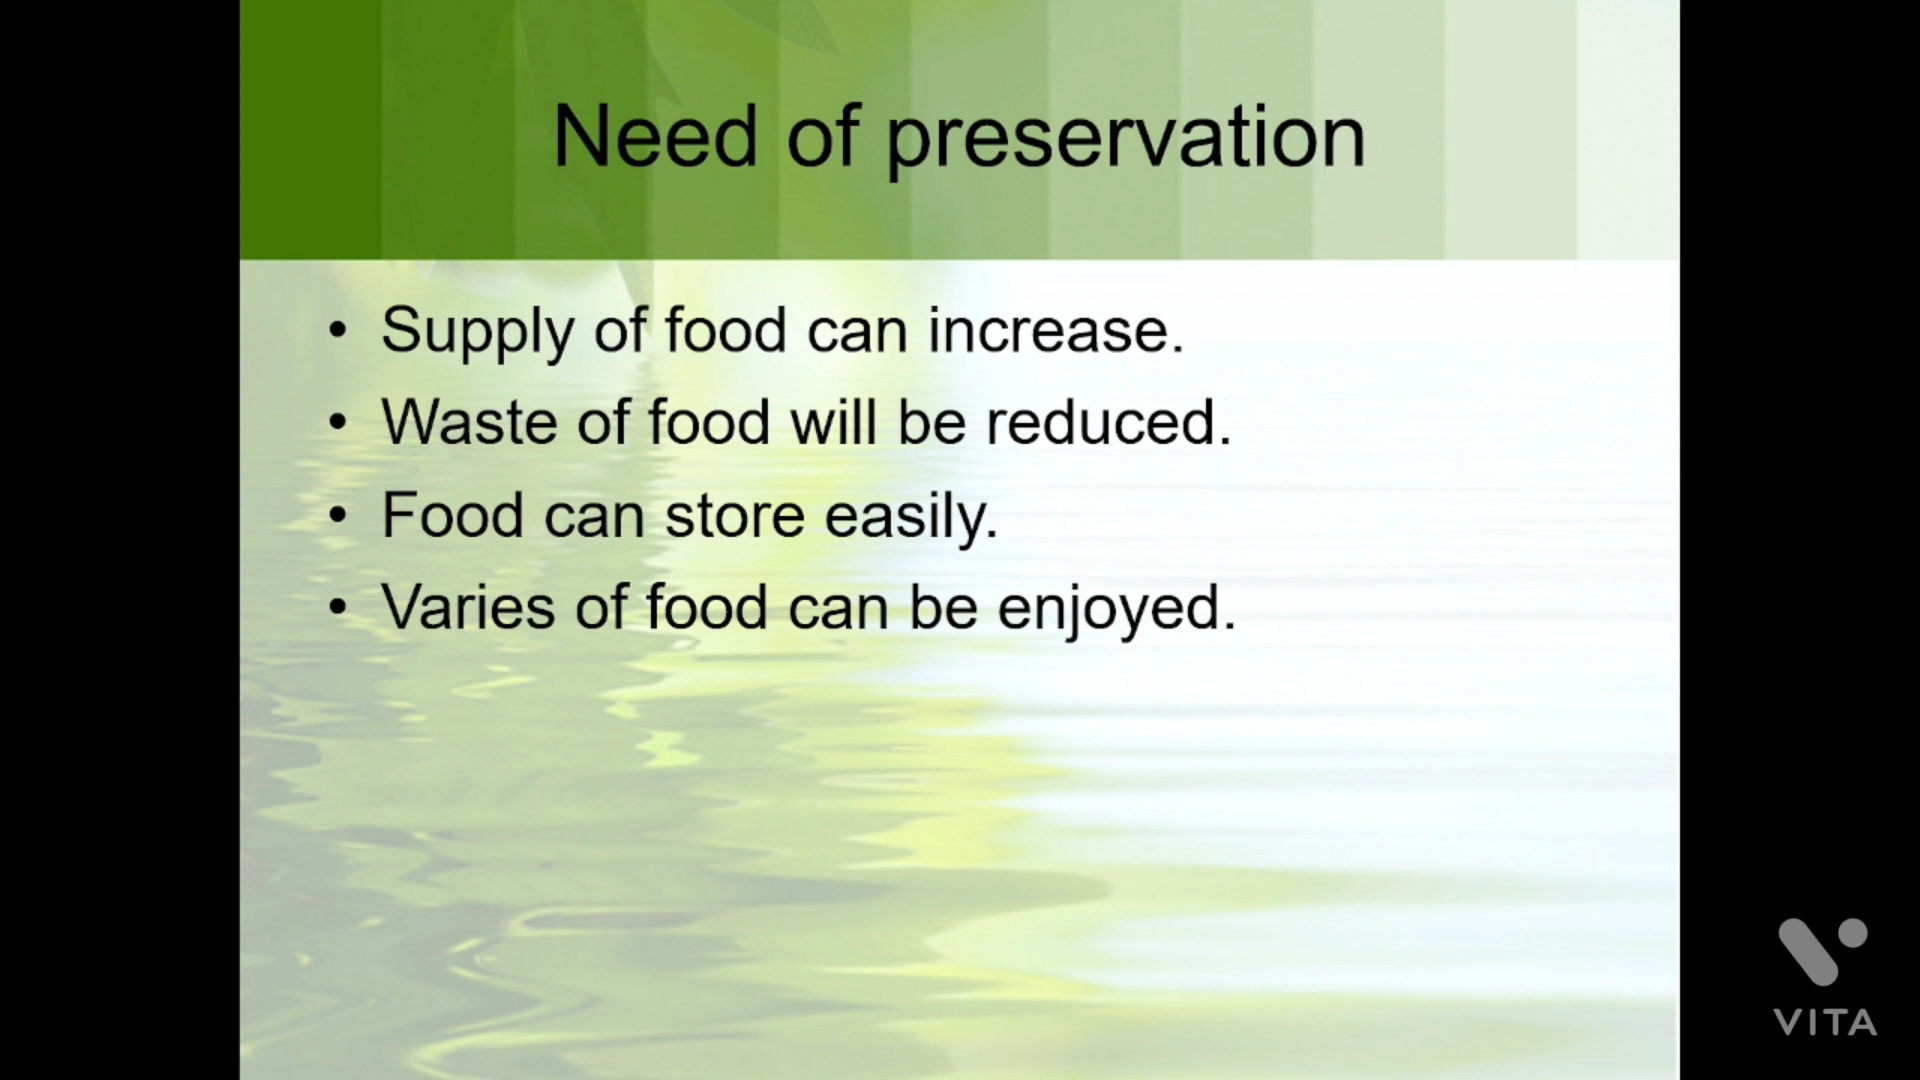 Need of preservation
• Supply of food can increase.
• Waste of food will be reduced.
• Food can store easily.
• Varies of food can be enjoyed.
VITA